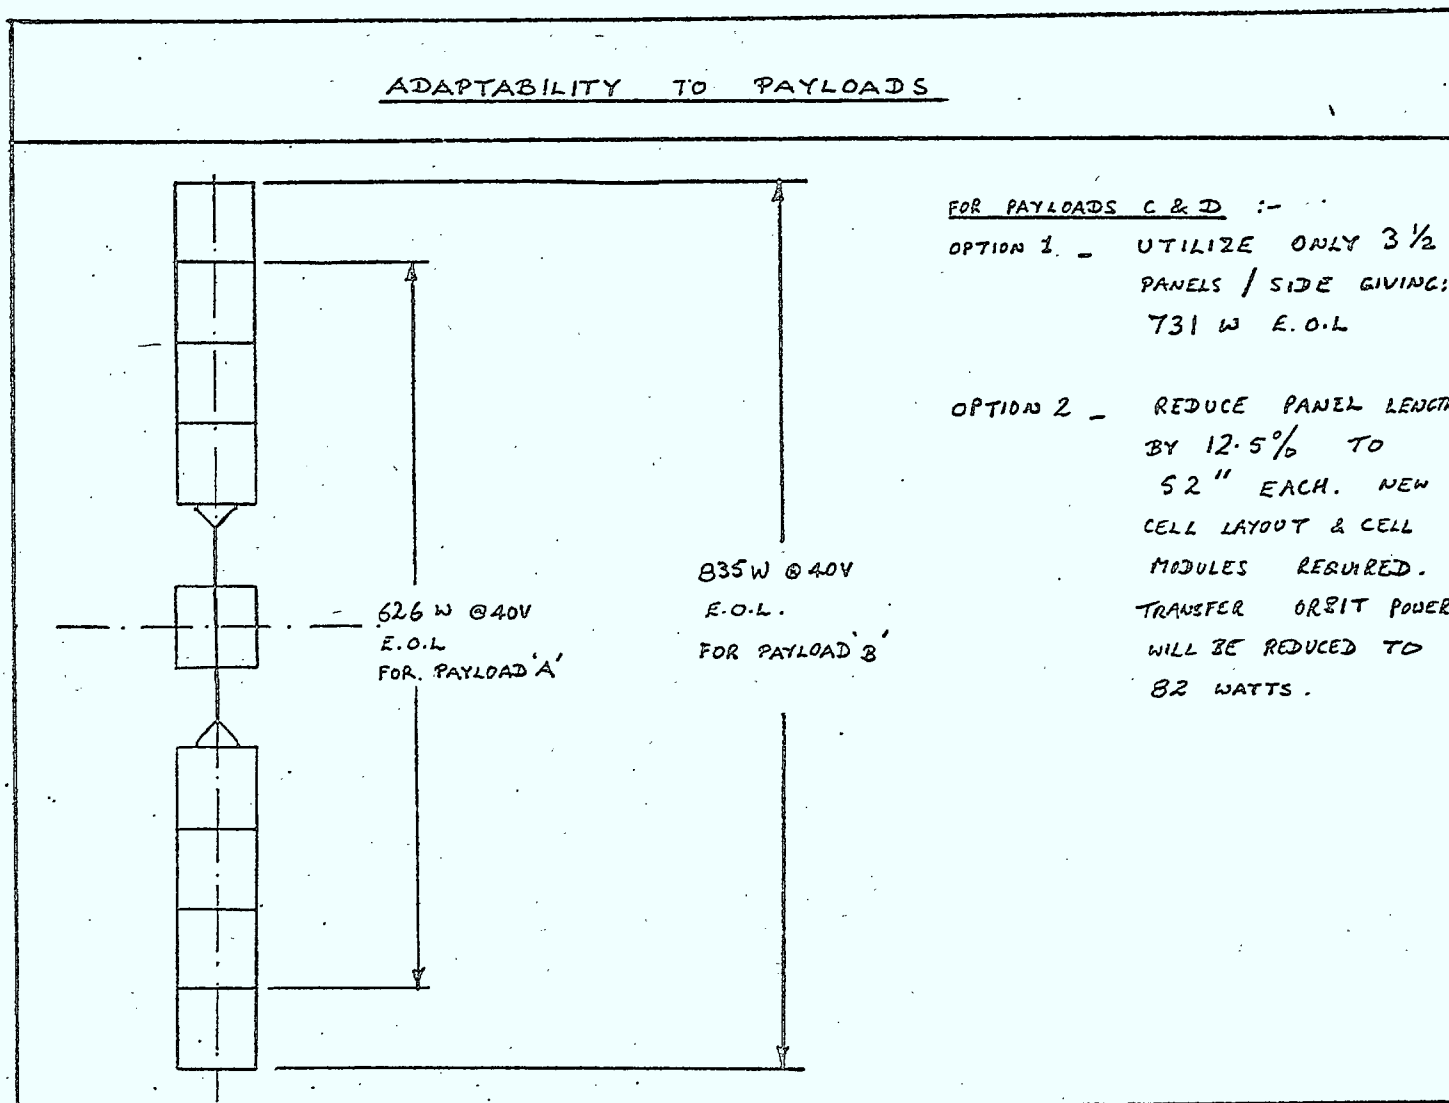 ADAPTABILITY TO PAYLOADS
626 W @ 40V
E.O.L
FOR PAYLOAD 'A'
835 W @ 40V
E.O.L.
FOR PAYLOAD 'B'
FOR PAYLOADS C & D :-
OPTION 1 - UTILIZE ONLY 3 1/2
PANELS / SIDE GIVING:
731 W E.O.L
OPTION 2 - REDUCE PANEL LENGTH
BY 12.5% TO
52" EACH. NEW
CELL LAYOUT & CELL
MODULES REQUIRED.
TRANSFER ORBIT POWER
WILL BE REDUCED TO
82 WATTS.